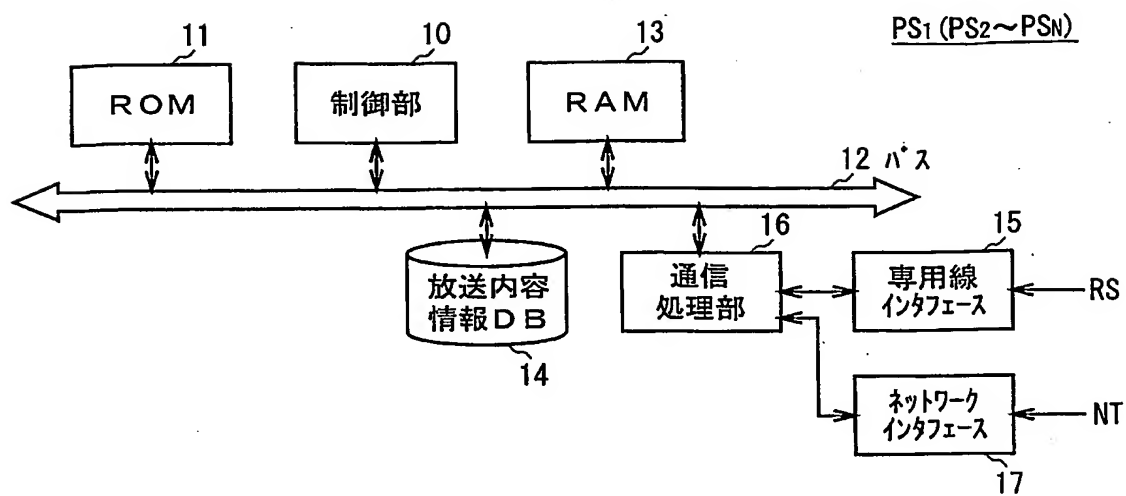 PS1 (PS2～PSN)
11
10
13
ROM
制御部
RAM
12 バス
16
15
放送内容
情報DB
通信
処理部
専用線
インタフェース
RS
14
ネットワーク
インタフェース
NT
17